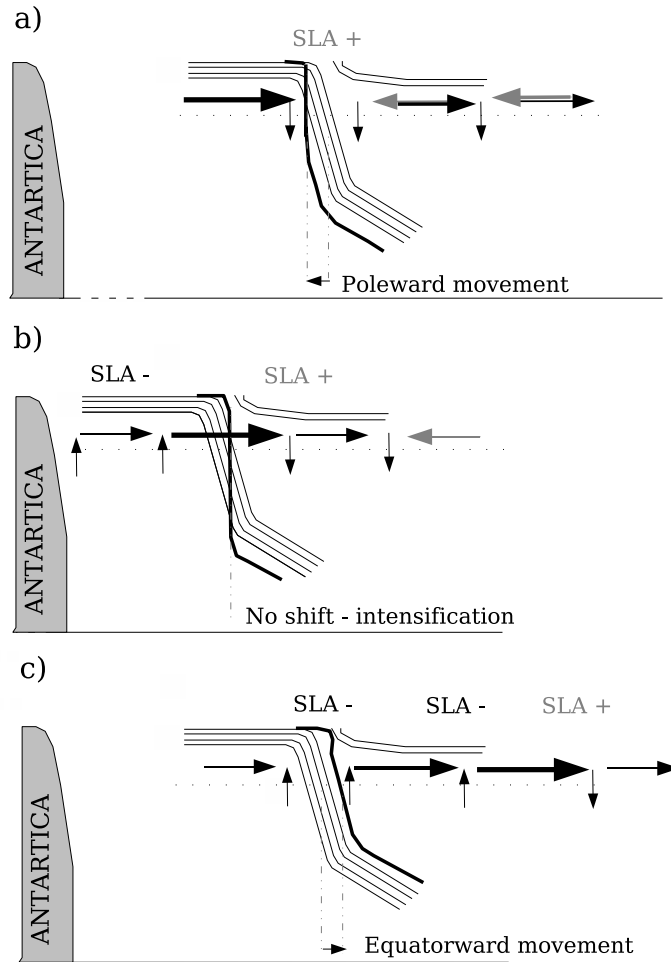 a)
SLA +
ANTARTICA
Poleward movement
b)
SLA -
SLA +
ANTARTICA
No shift - intensification
c)
SLA -
SLA -
SLA +
ANTARTICA
Equatorward movement